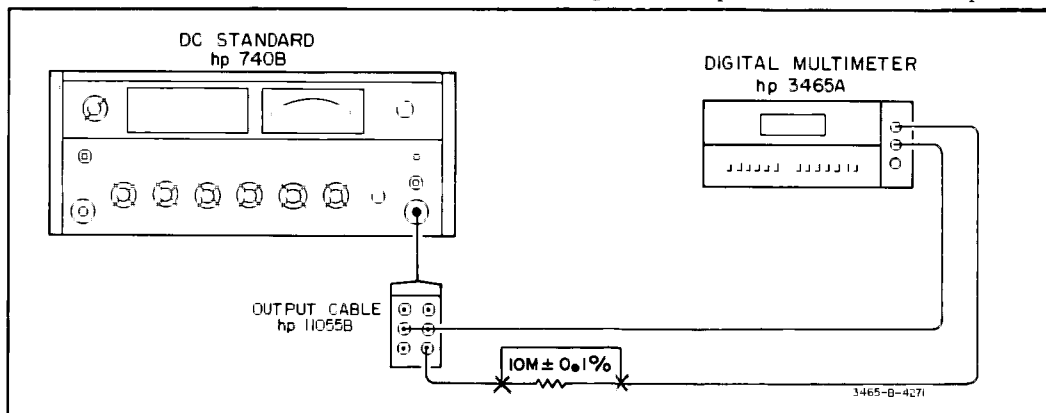 DC STANDARD
hp 740B
DIGITAL MULTIMETER
hp 3465A
OUTPUT CABLE
hp 11055B
10M ± 0.1%
3465-B-4271